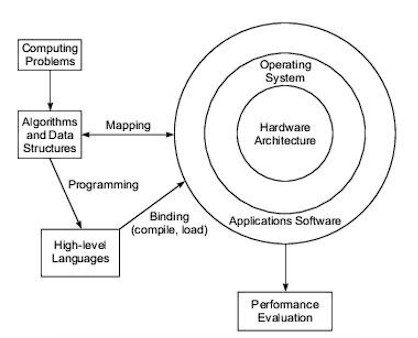 Computing
Problems
Algorithms
and Data
Structures
Mapping
Programming
High-level
Languages
Binding
(compile, load)
Operating
System
Hardware
Architecture
Applications Software
Performance
Evaluation